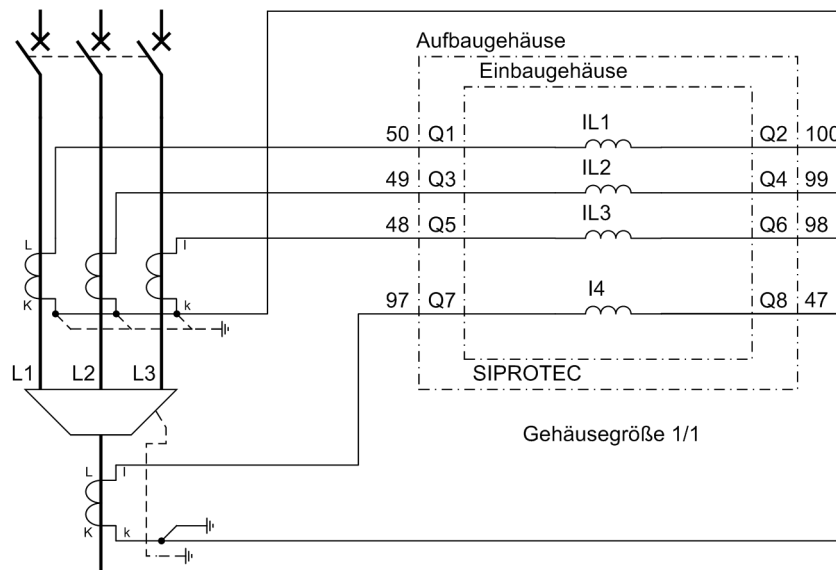 Aufbaugehäuse
Einbaugehäuse
50 Q1 IL1 Q2 100
49 Q3 IL2 Q4 99
48 Q5 IL3 Q6 98
L l
K k
97 Q7 I4 Q8 47
L1 L2 L3
SIPROTEC
Gehäusegröße 1/1
L l
K k